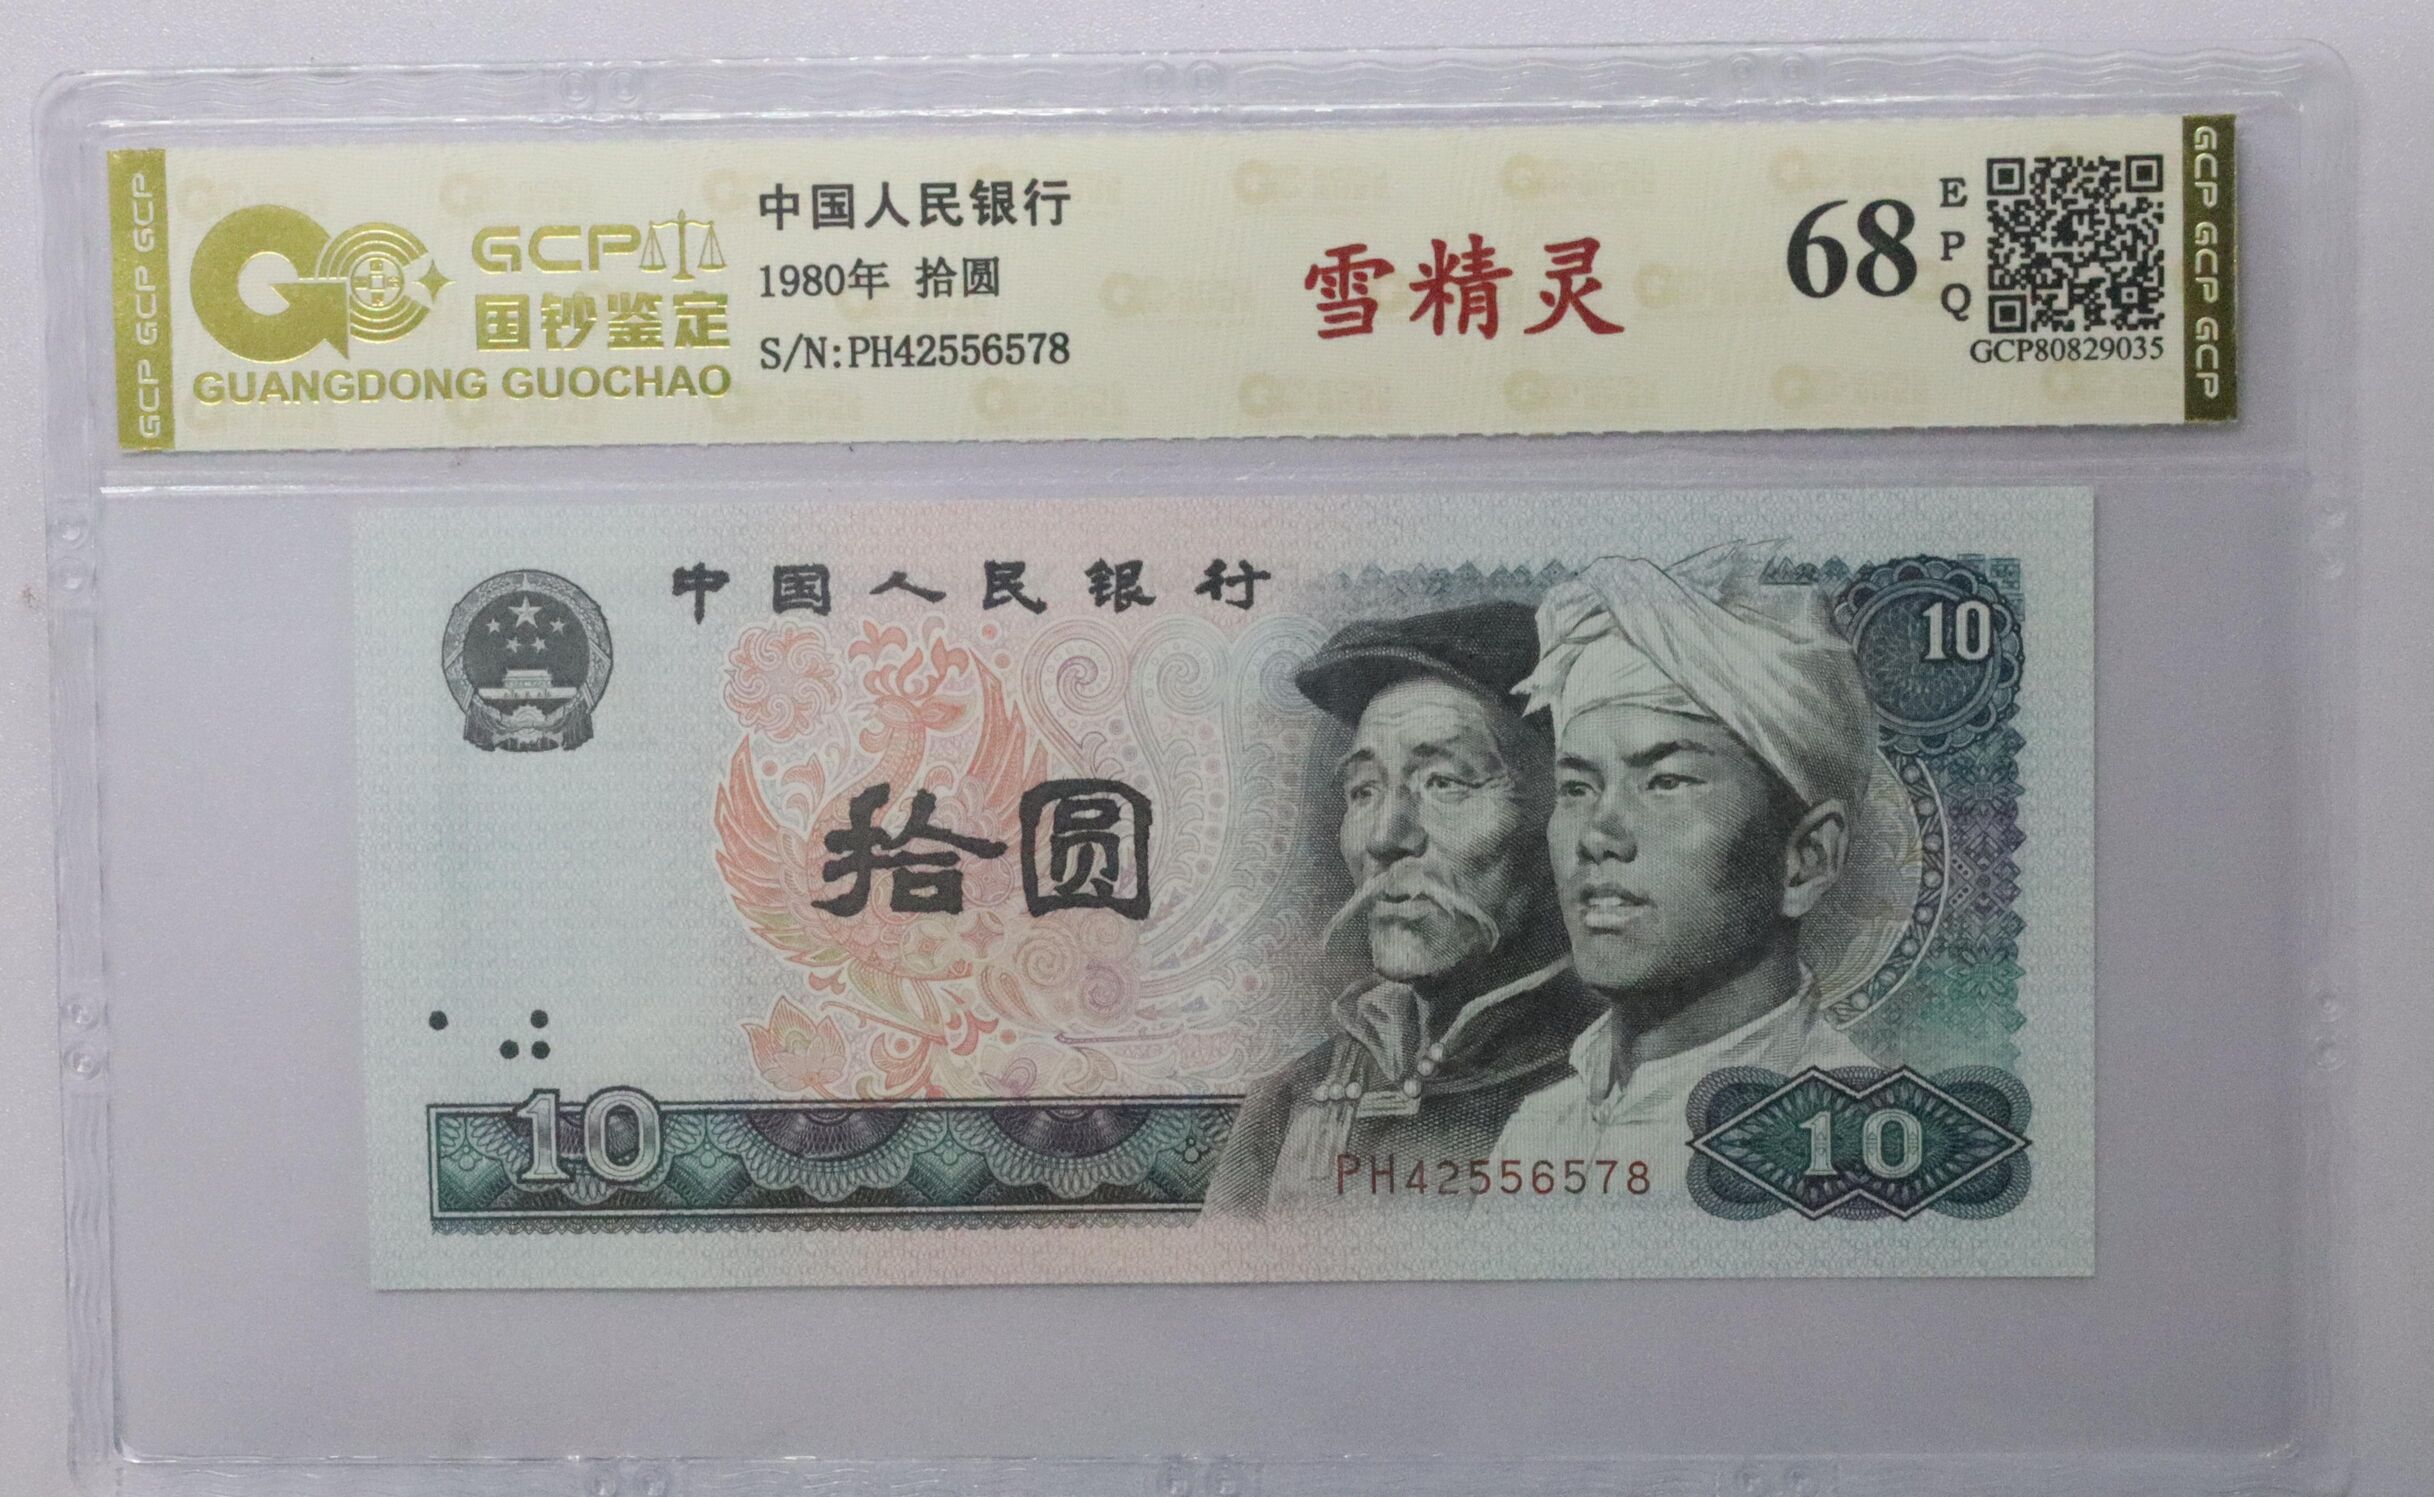 GCP GCP GCP
GCP
国钞鉴定
GUANGDONG GUOCHAO
中国人民银行
1980年 拾圆
S/N:PH42556578
雪精灵
68
EPQ
GCP80829035
GCP GCP GCP
中国人民银行
10
拾圆
10
PH42556578
10